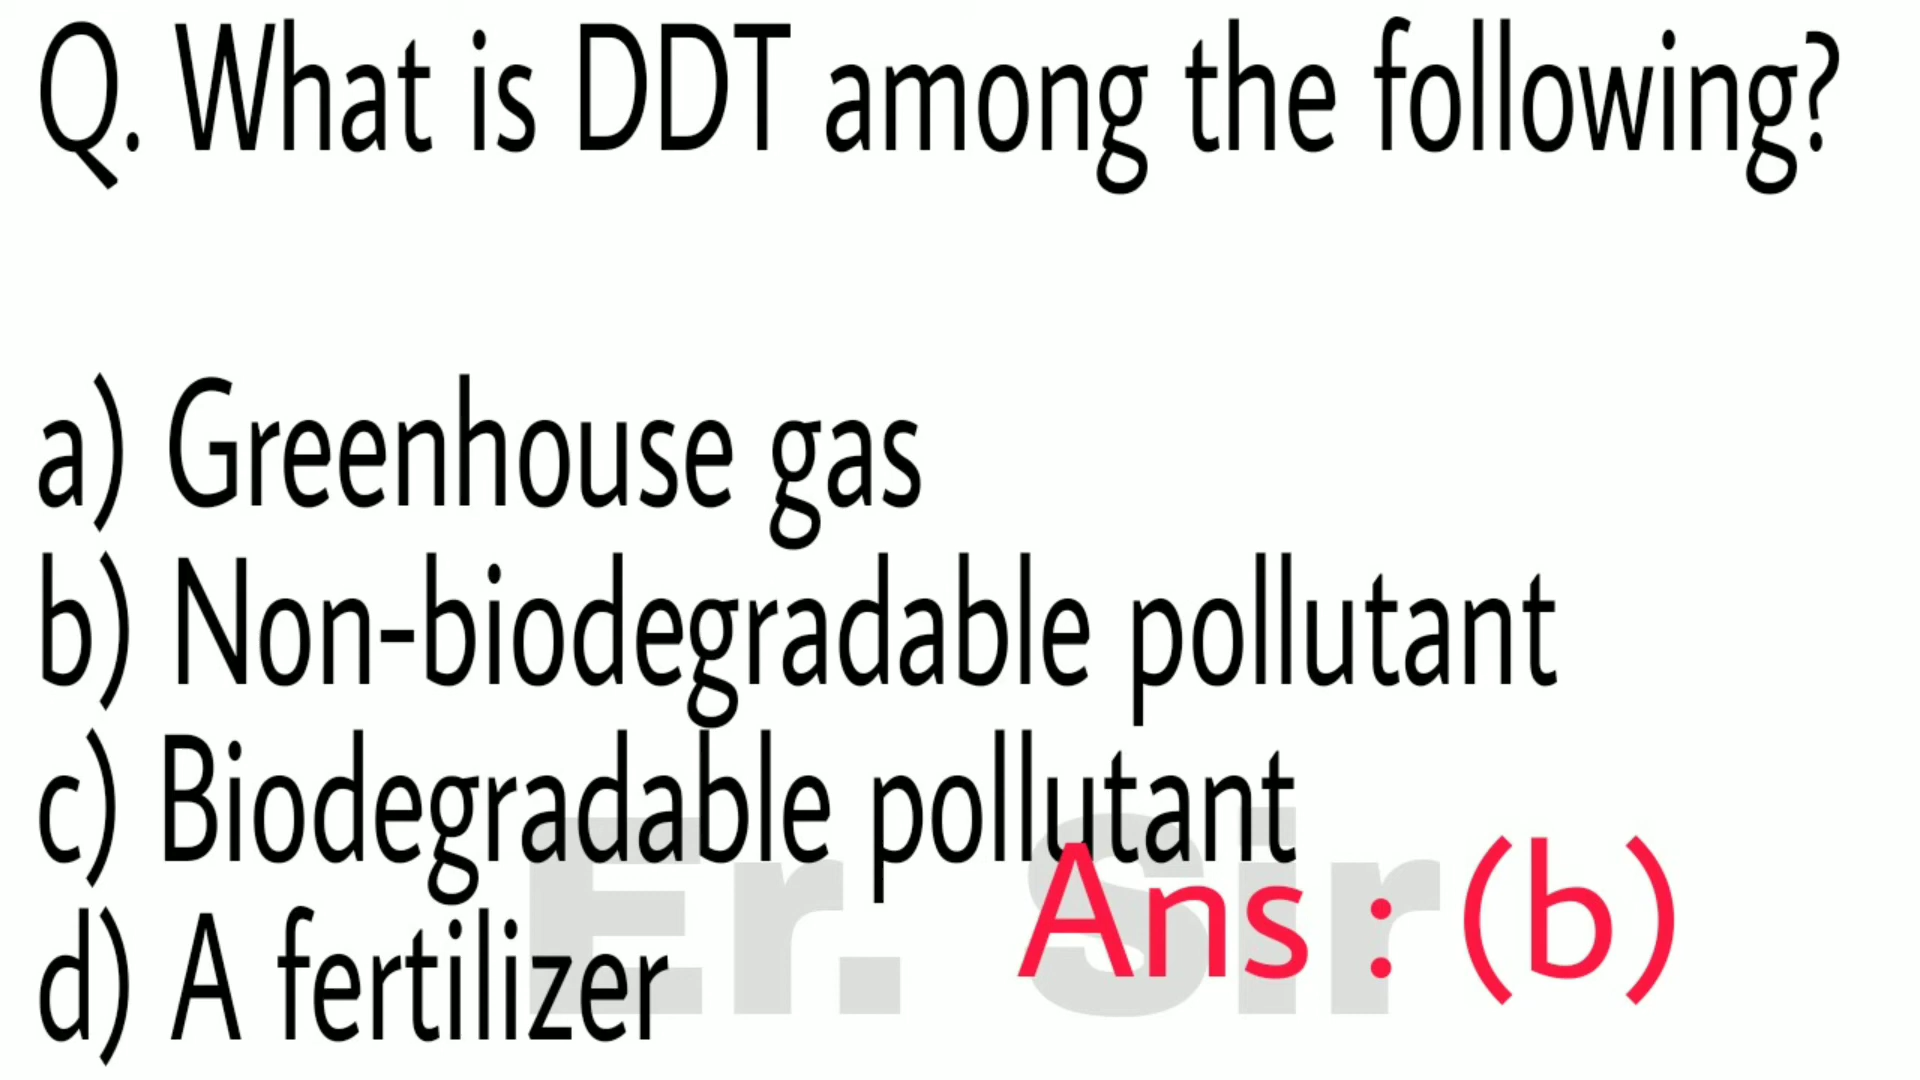 Q. What is DDT among the following?
a) Greenhouse gas
b) Non-biodegradable pollutant
c) Biodegradable pollutant
d) A fertilizer
Er. Sir
Ans : (b)